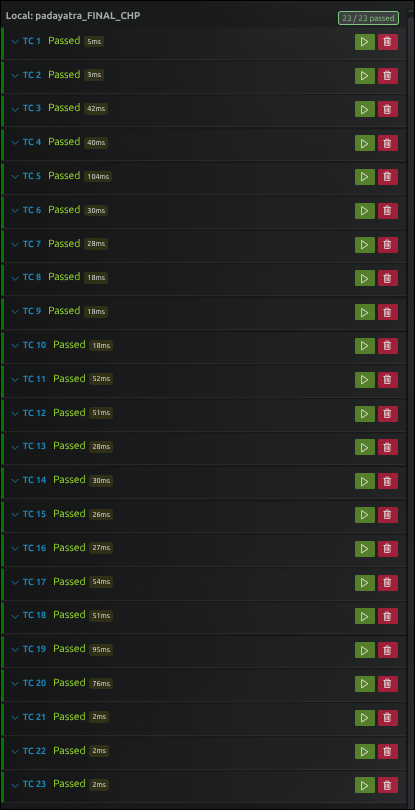 Local: padayatra_FINAL_CHP 23 / 23 passed
TC 1 Passed 5ms
TC 2 Passed 3ms
TC 3 Passed 42ms
TC 4 Passed 40ms
TC 5 Passed 104ms
TC 6 Passed 30ms
TC 7 Passed 28ms
TC 8 Passed 18ms
TC 9 Passed 18ms
TC 10 Passed 18ms
TC 11 Passed 52ms
TC 12 Passed 51ms
TC 13 Passed 28ms
TC 14 Passed 30ms
TC 15 Passed 26ms
TC 16 Passed 27ms
TC 17 Passed 54ms
TC 18 Passed 51ms
TC 19 Passed 95ms
TC 20 Passed 76ms
TC 21 Passed 2ms
TC 22 Passed 2ms
TC 23 Passed 2ms